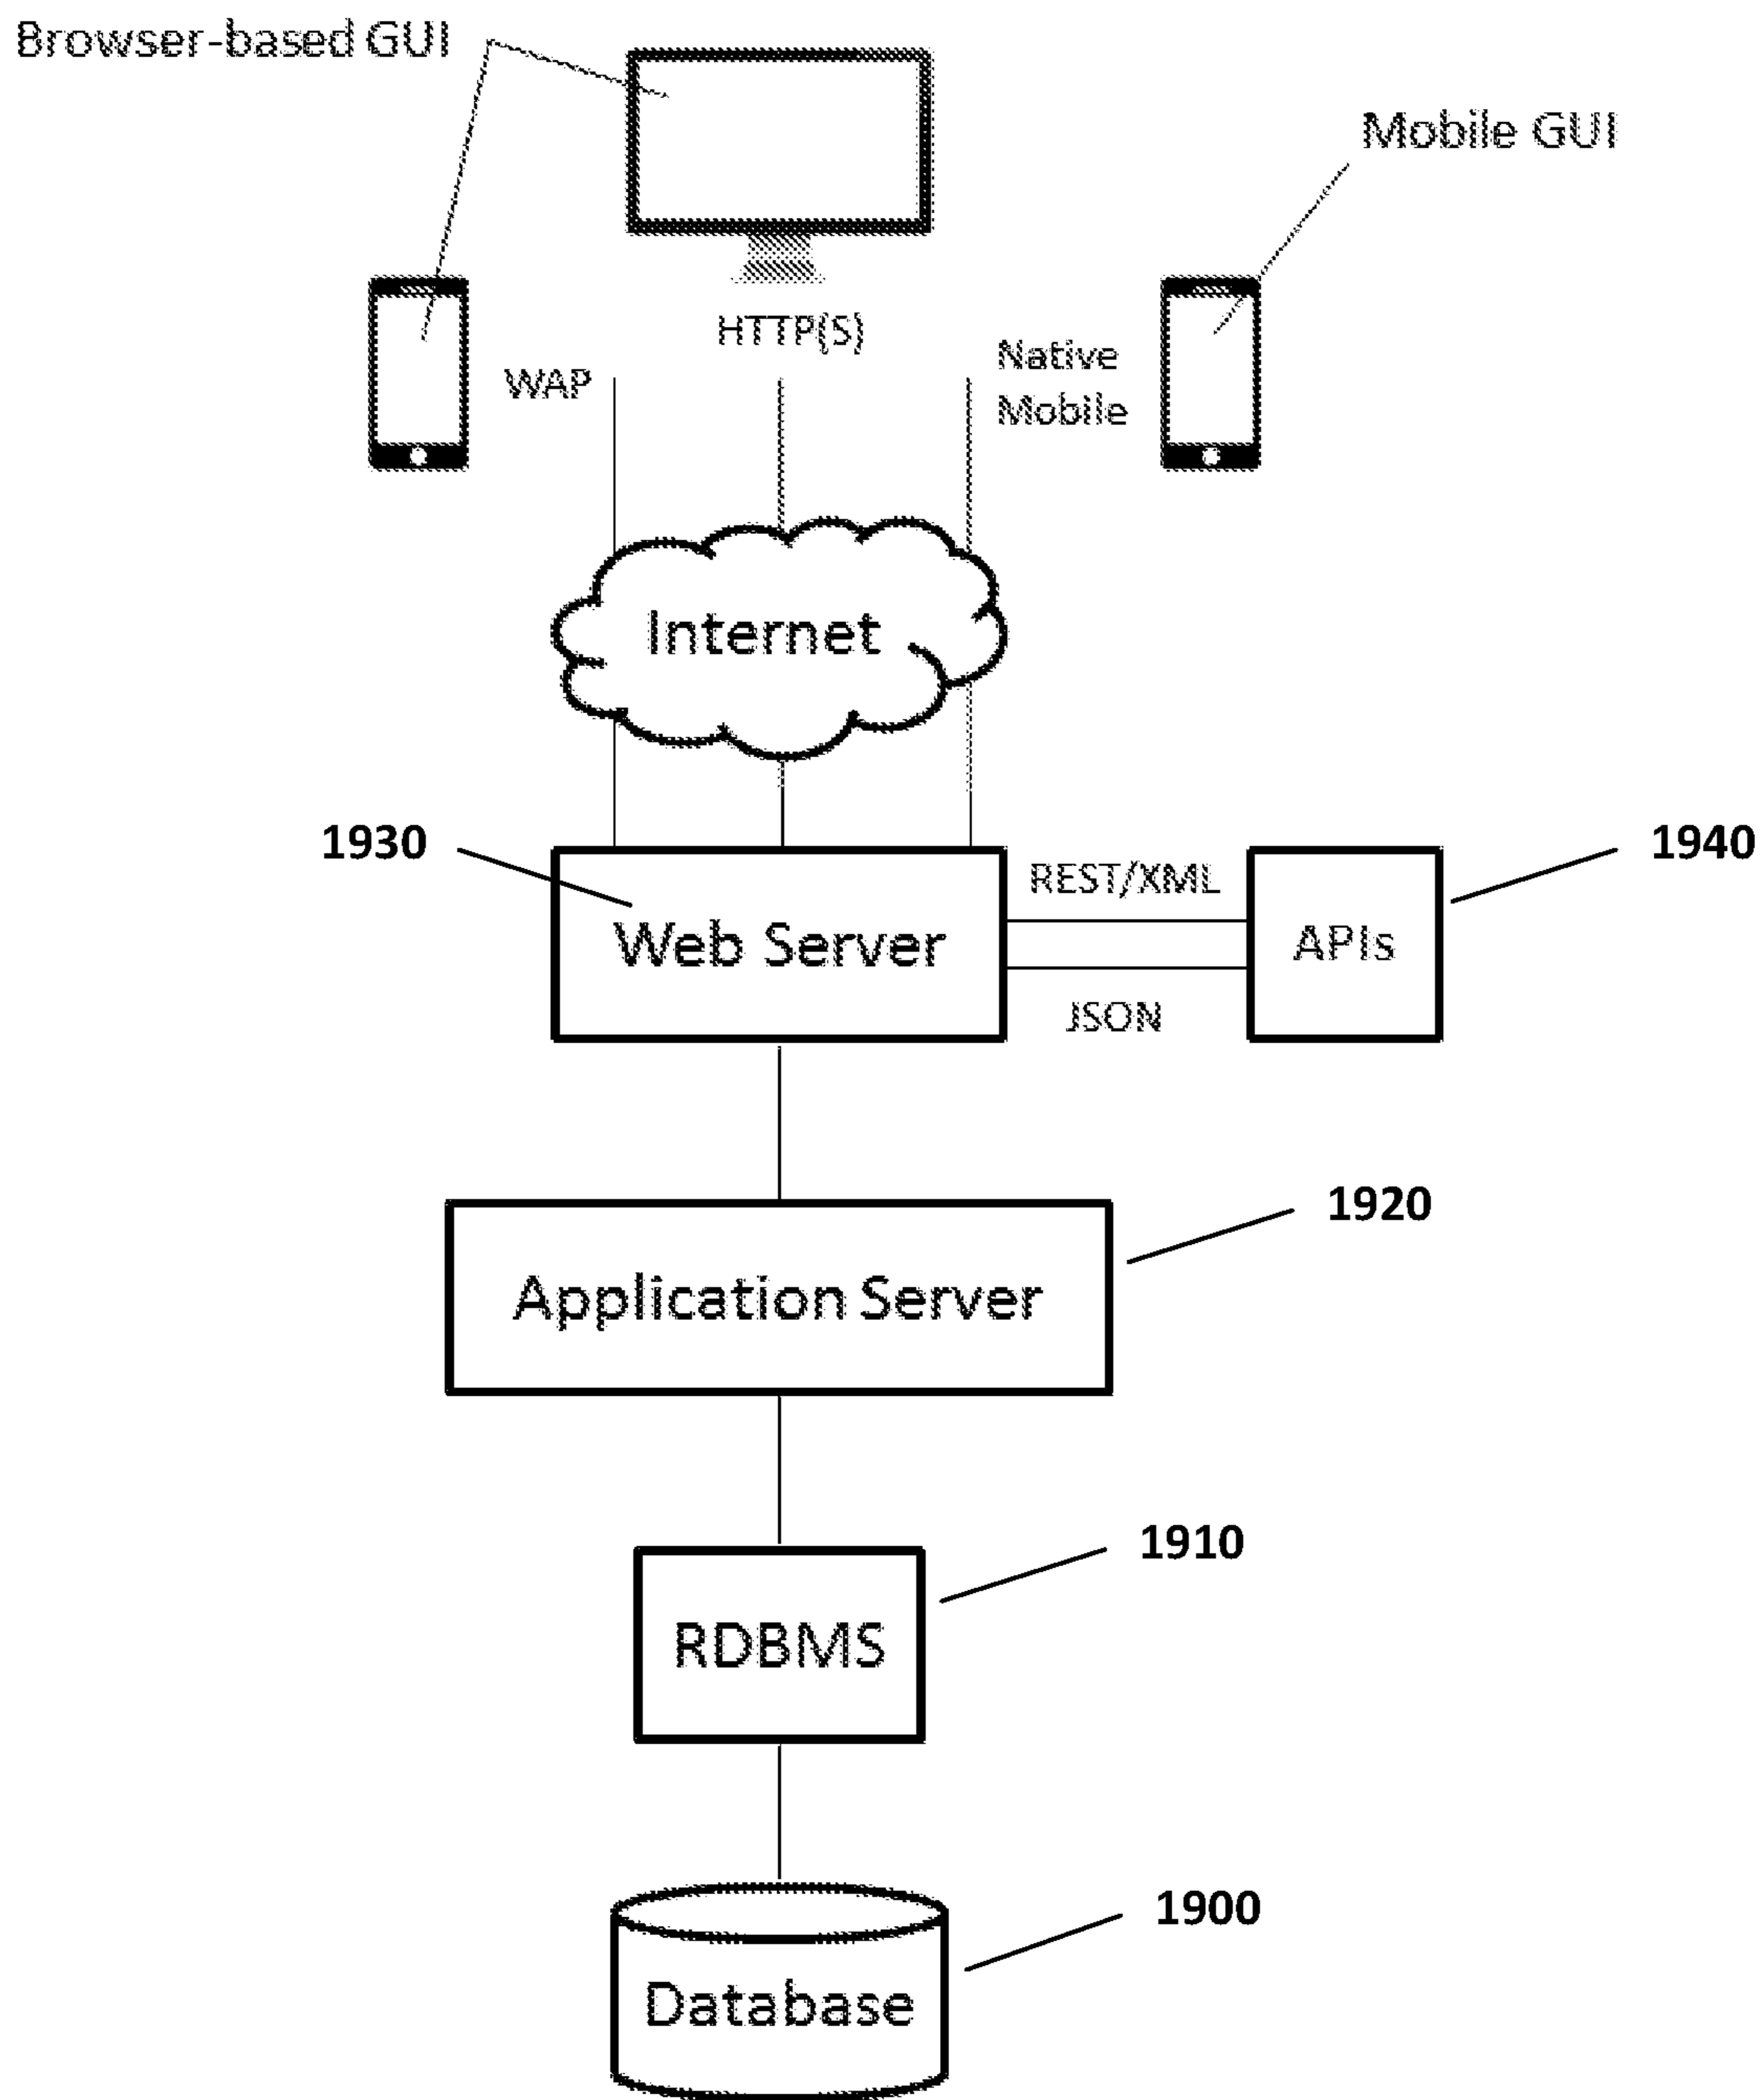 Browser-based GUI
Mobile GUI
HTTP(S)
WAP
Native
Mobile
Internet
1930
1940
REST/XML
Web Server
APIs
JSON
1920
Application Server
1910
RDBMS
1900
Database